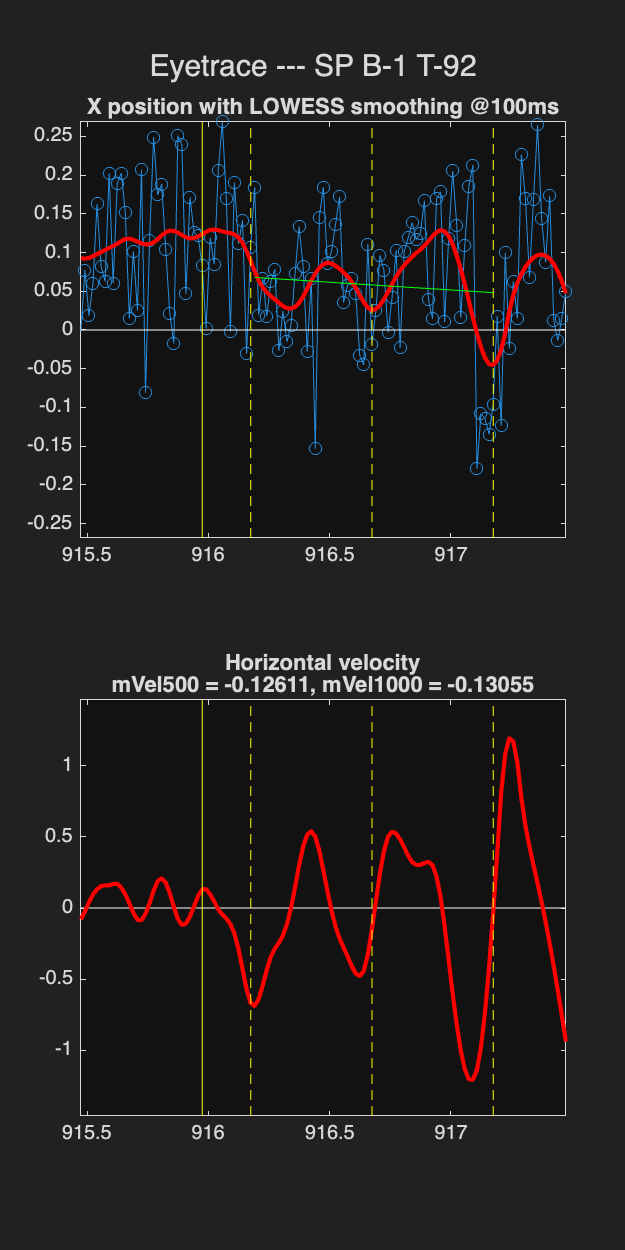 Eyetrace --- SP B-1 T-92
X position with LOWESS smoothing @100ms
0.25
0.2
0.15
0.1
0.05
0
-0.05
-0.1
-0.15
-0.2
-0.25
915.5 916 916.5 917
Horizontal velocity
mVel500 = -0.12611, mVel1000 = -0.13055
1
0.5
0
-0.5
-1
915.5 916 916.5 917